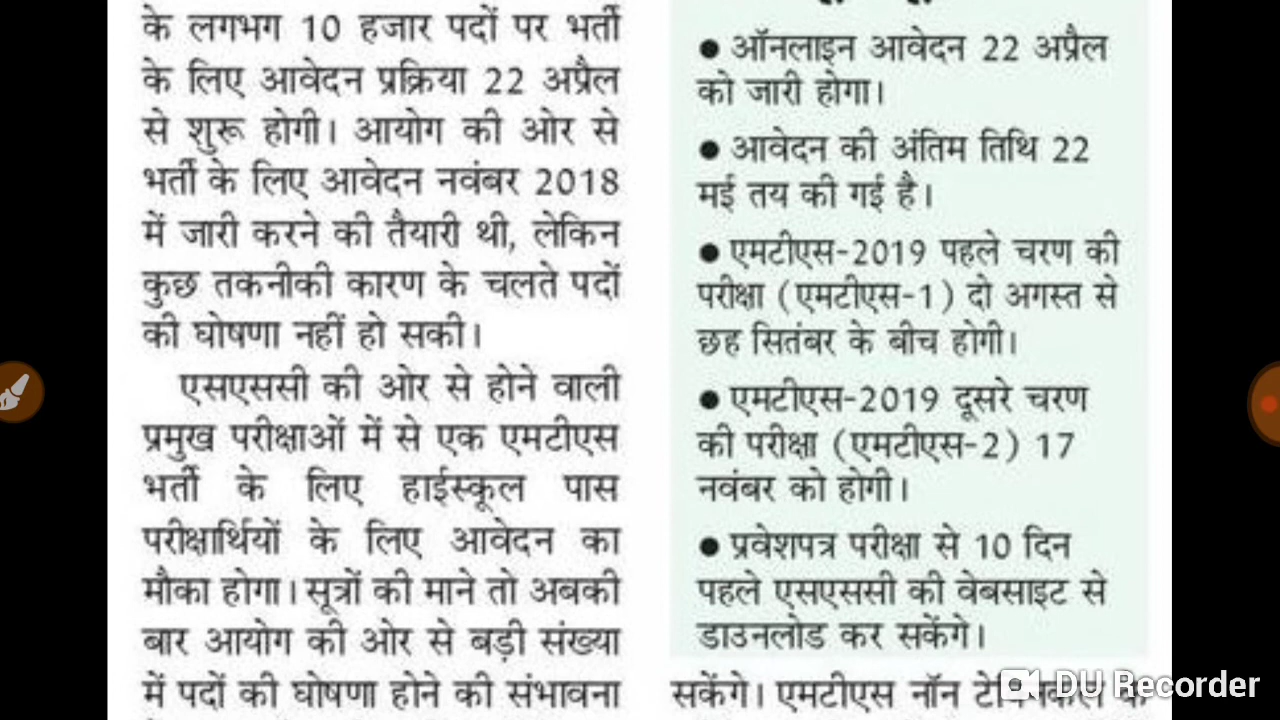 के लगभग 10 हजार पदों पर भर्ती
के लिए आवेदन प्रक्रिया 22 अप्रैल
से शुरू होगी। आयोग की ओर से
भर्ती के लिए आवेदन नवंबर 2018
में जारी करने की तैयारी थी, लेकिन
कुछ तकनीकी कारण के चलते पदों
की घोषणा नहीं हो सकी।
एसएससी की ओर से होने वाली
प्रमुख परीक्षाओं में से एक एमटीएस
भर्ती के लिए हाईस्कूल पास
परीक्षार्थियों के लिए आवेदन का
मौका होगा। सूत्रों की माने तो अबकी
बार आयोग की ओर से बड़ी संख्या
में पदों की घोषणा होने की संभावना
● ऑनलाइन आवेदन 22 अप्रैल
को जारी होगा।
● आवेदन की अंतिम तिथि 22
मई तय की गई है।
● एमटीएस-2019 पहले चरण की
परीक्षा (एमटीएस-1) दो अगस्त से
छह सितंबर के बीच होगी।
● एमटीएस-2019 दूसरे चरण
की परीक्षा (एमटीएस-2) 17
नवंबर को होगी।
● प्रवेशपत्र परीक्षा से 10 दिन
पहले एसएससी की वेबसाइट से
डाउनलोड कर सकेंगे।
सकेंगे। एमटीएस नॉन
DU Recorder